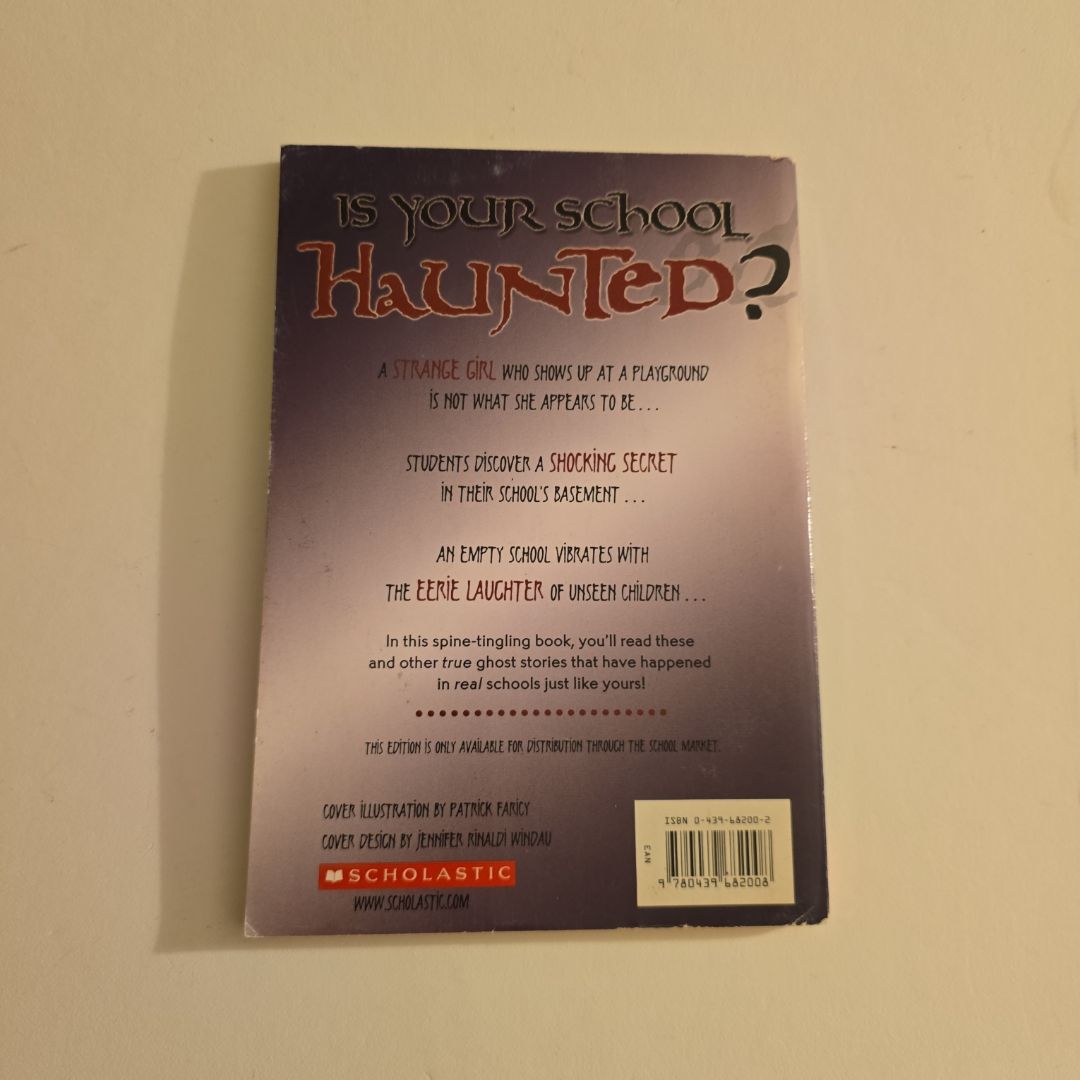 IS YOUR SCHOOL
HAUNTED?
A STRANGE GIRL WHO SHOWS UP AT A PLAYGROUND
IS NOT WHAT SHE APPEARS TO BE...
STUDENTS DISCOVER A SHOCKING SECRET
IN THEIR SCHOOL'S BASEMENT...
AN EMPTY SCHOOL VIBRATES WITH
THE EERIE LAUGHTER OF UNSEEN CHILDREN...
In this spine-tingling book, you'll read these
and other true ghost stories that have happened
in real schools just like yours!
THIS EDITION IS ONLY AVAILABLE FOR DISTRIBUTION THROUGH THE SCHOOL MARKET.
COVER ILLUSTRATION BY PATRICK FARICY
COVER DESIGN BY JENNIFER RINALDI WINDAU
SCHOLASTIC
WWW.SCHOLASTIC.COM
ISBN 0-439-68200-2
EAN
9 780439 682008